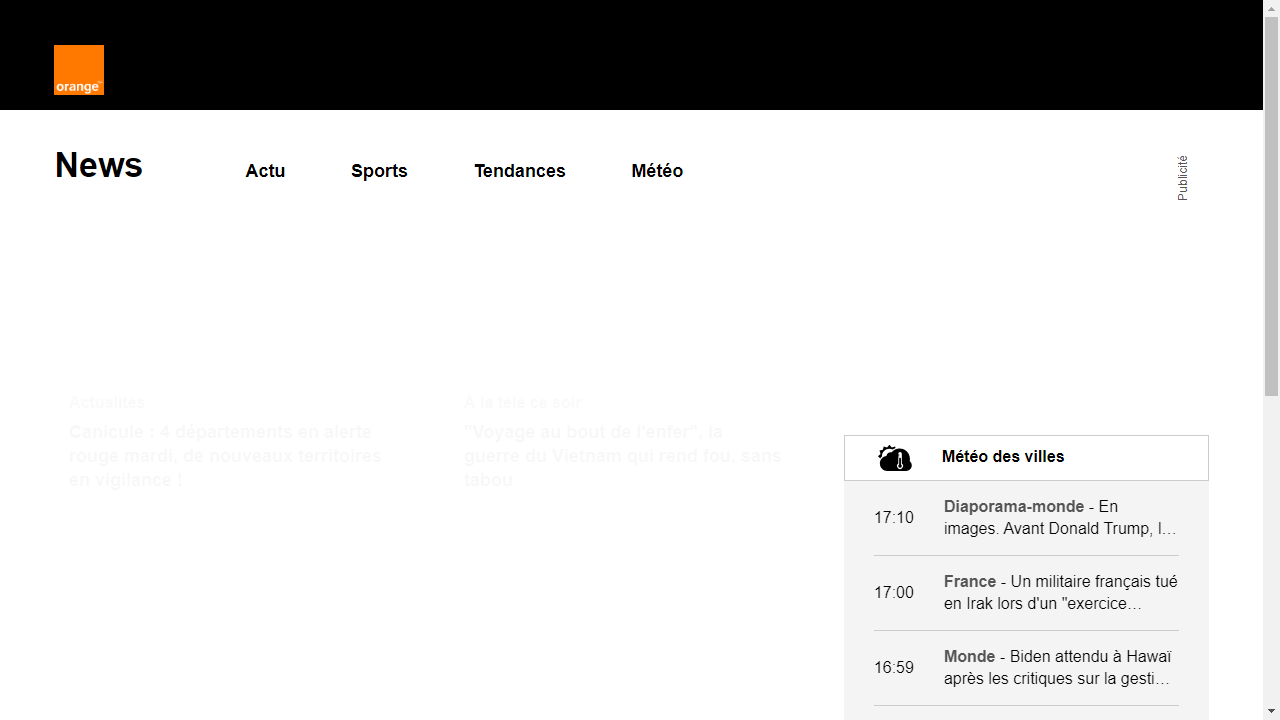 orange™
News
Actu
Sports
Tendances
Météo
Publicité
Actualités
Canicule : 4 départements en alerte
rouge mardi, de nouveaux territoires
en vigilance !
À la télé ce soir
"Voyage au bout de l'enfer", la
guerre du Vietnam qui rend fou, sans
tabou
Météo des villes
17:10
Diaporama-monde - En
images. Avant Donald Trump, l…
17:00
France - Un militaire français tué
en Irak lors d'un "exercice…
16:59
Monde - Biden attendu à Hawaï
après les critiques sur la gesti…